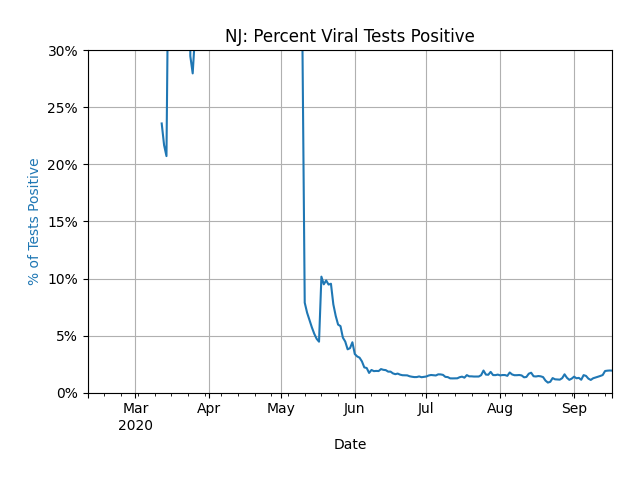 NJ: Percent Viral Tests Positive
30%
25%
20%
15%
10%
5%
0%
% of Tests Positive
Mar Apr May Jun Jul Aug Sep
2020
Date